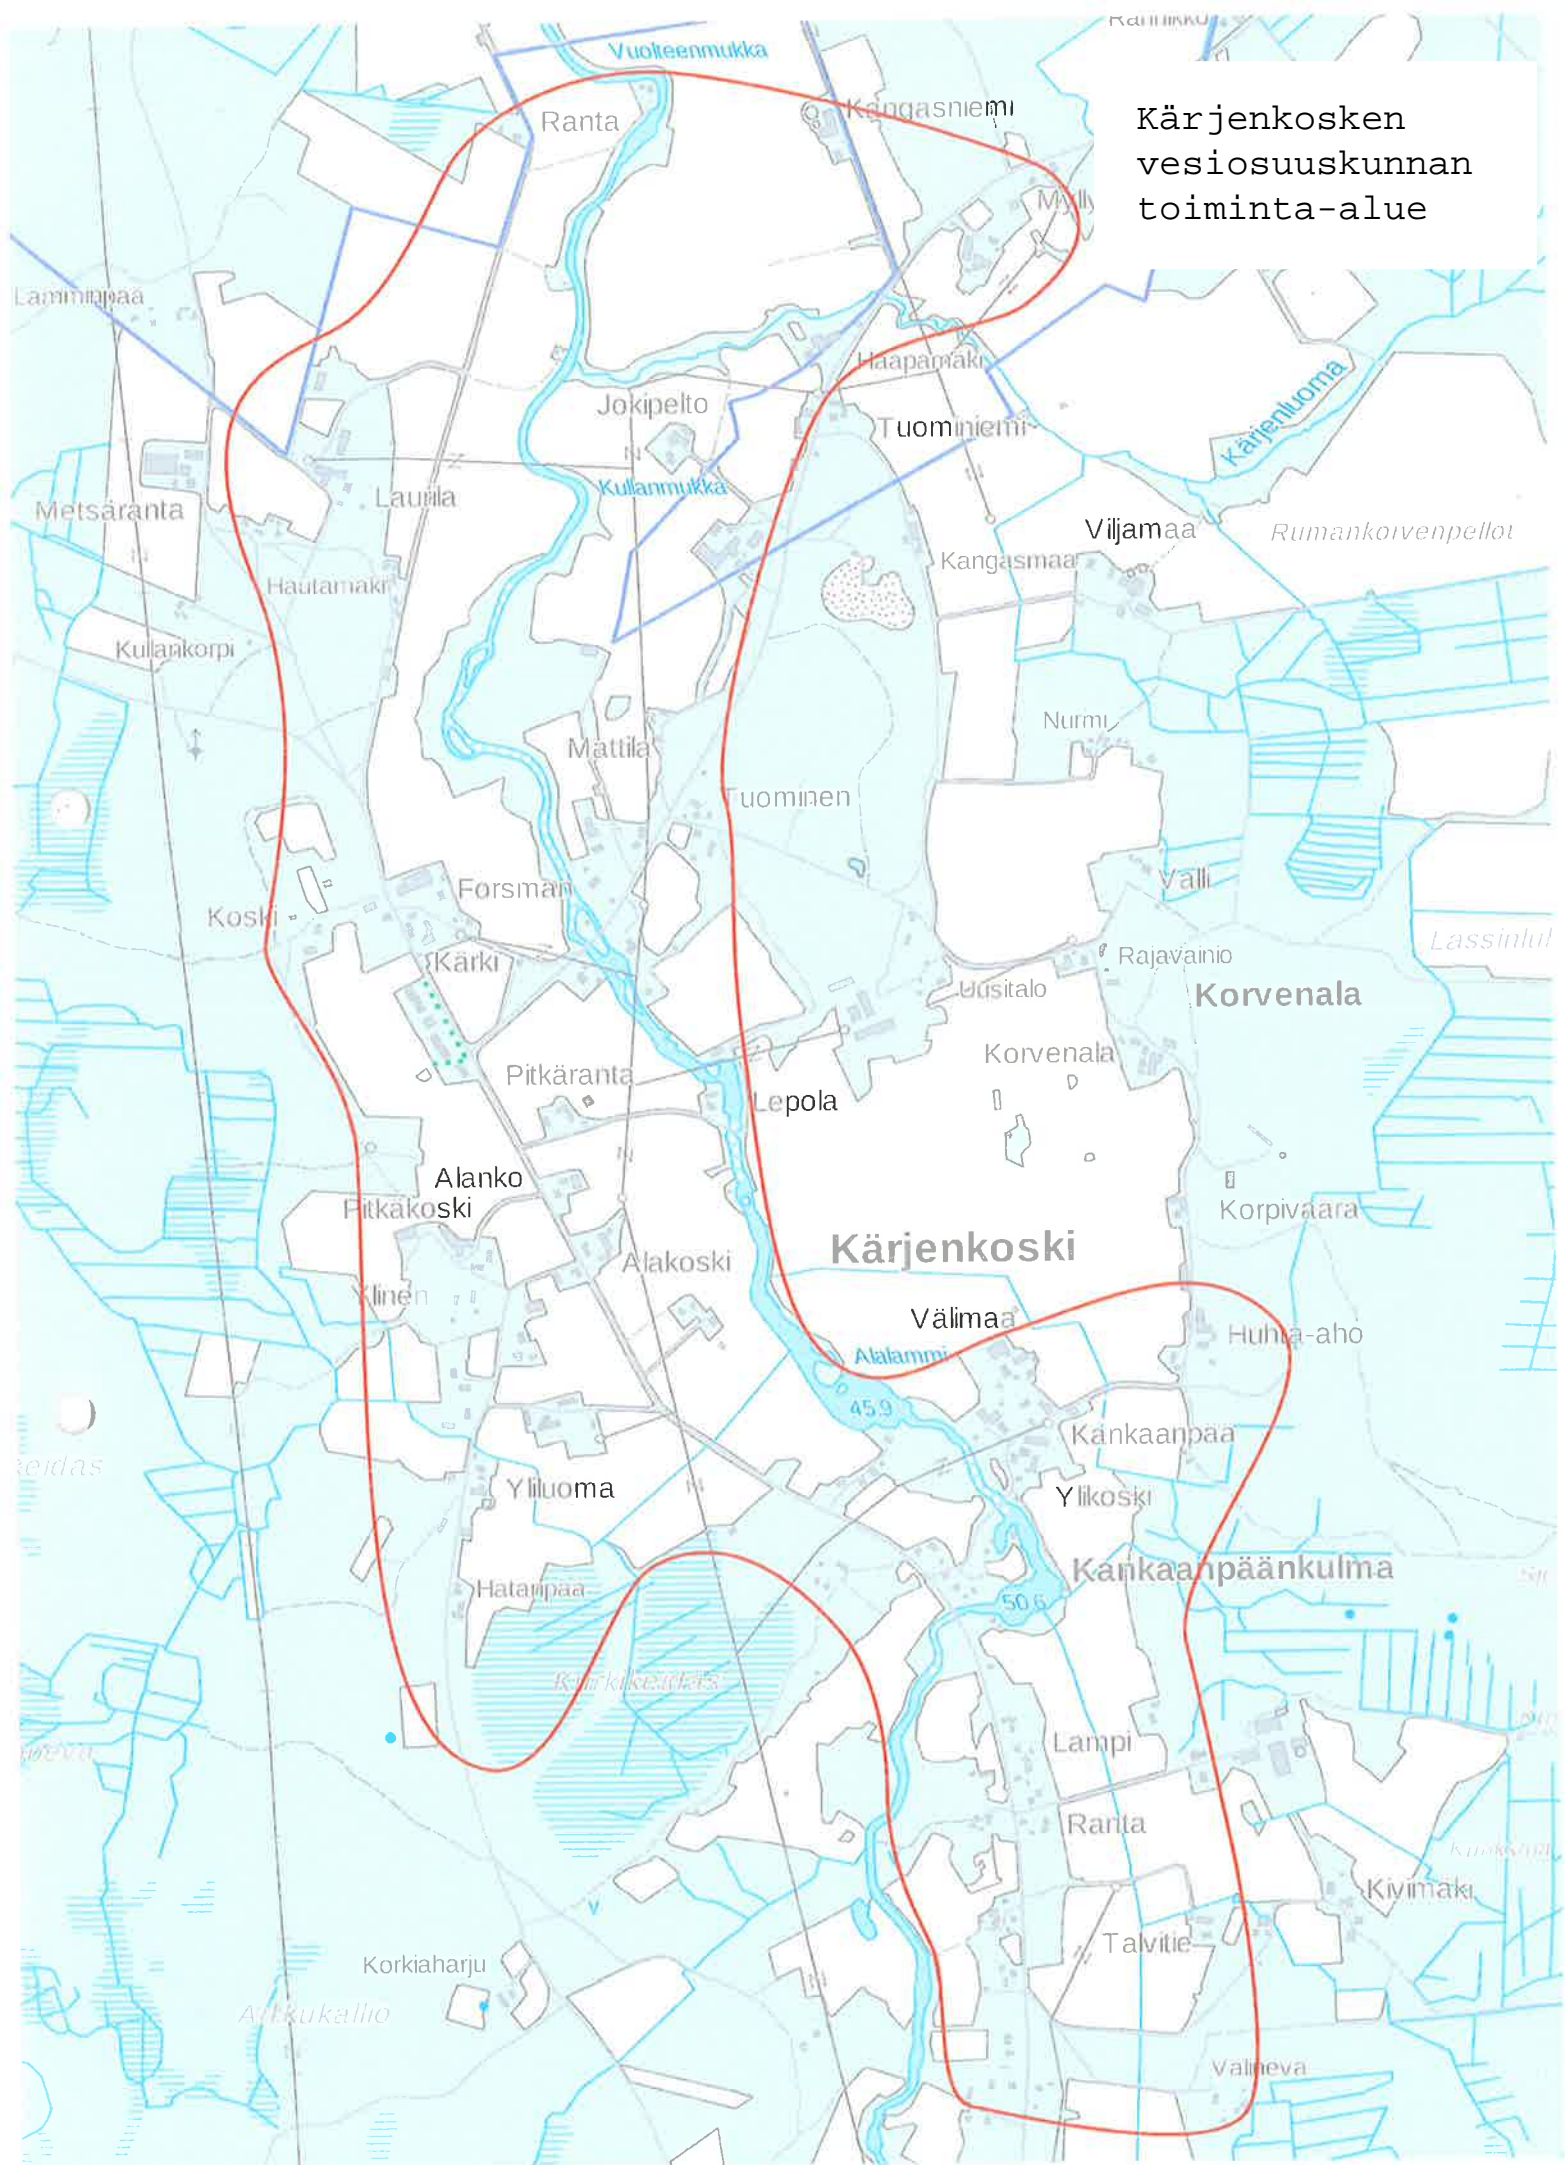 Vuolteenmukka
Ranta
Kangasniemi
Kärjenkosken
vesiosuuskunnan
toiminta-alue
Lamminpää
Haapamäki
Jokipelto
Tuominiemi
Kärjenluoma
Kullanmukka
Laurila
Metsäranta
Viljamaa
Rumankorvenpellot
Kangasmaa
Hautamäki
Kullankorpi
Nurmi
Mattila
Tuominen
Valli
Forsman
Koski
Kärki
Rajavainio
Uusitalo
Korvenala
Korvenala
Pitkäranta
Lepola
Alanko
Pitkäkoski
Korpivaara
Kärjenkoski
Alakoski
Ylinen
Välimaa
Huhta-aho
Alalammi
45.9
Kankaanpää
Yliluoma
Ylikoski
Kankaanpäänkulma
Hatanpää
50.6
Lampi
Ranta
Kivimäki
Talvitie
Korkiaharju
Valineva